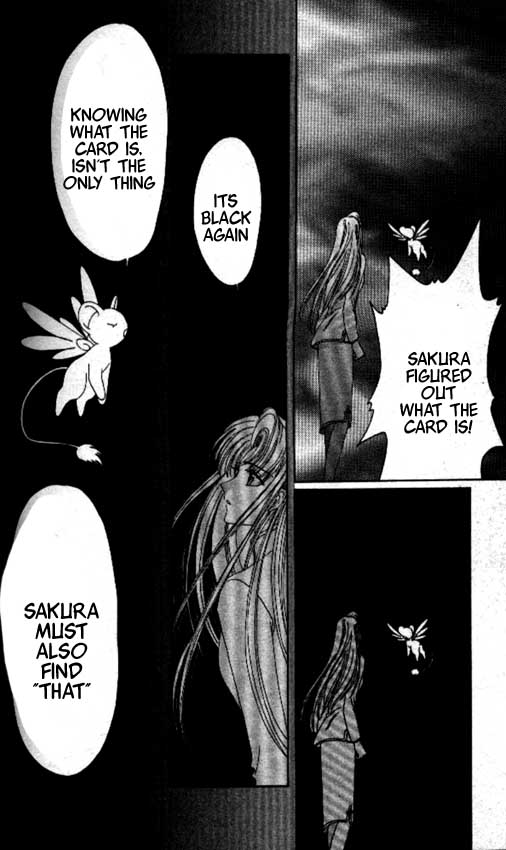 SAKURA
FIGURED
OUT
WHAT THE
CARD IS!
ITS
BLACK
AGAIN
KNOWING
WHAT THE
CARD IS.
ISN'T THE
ONLY THING
SAKURA
MUST
ALSO
FIND
"THAT"